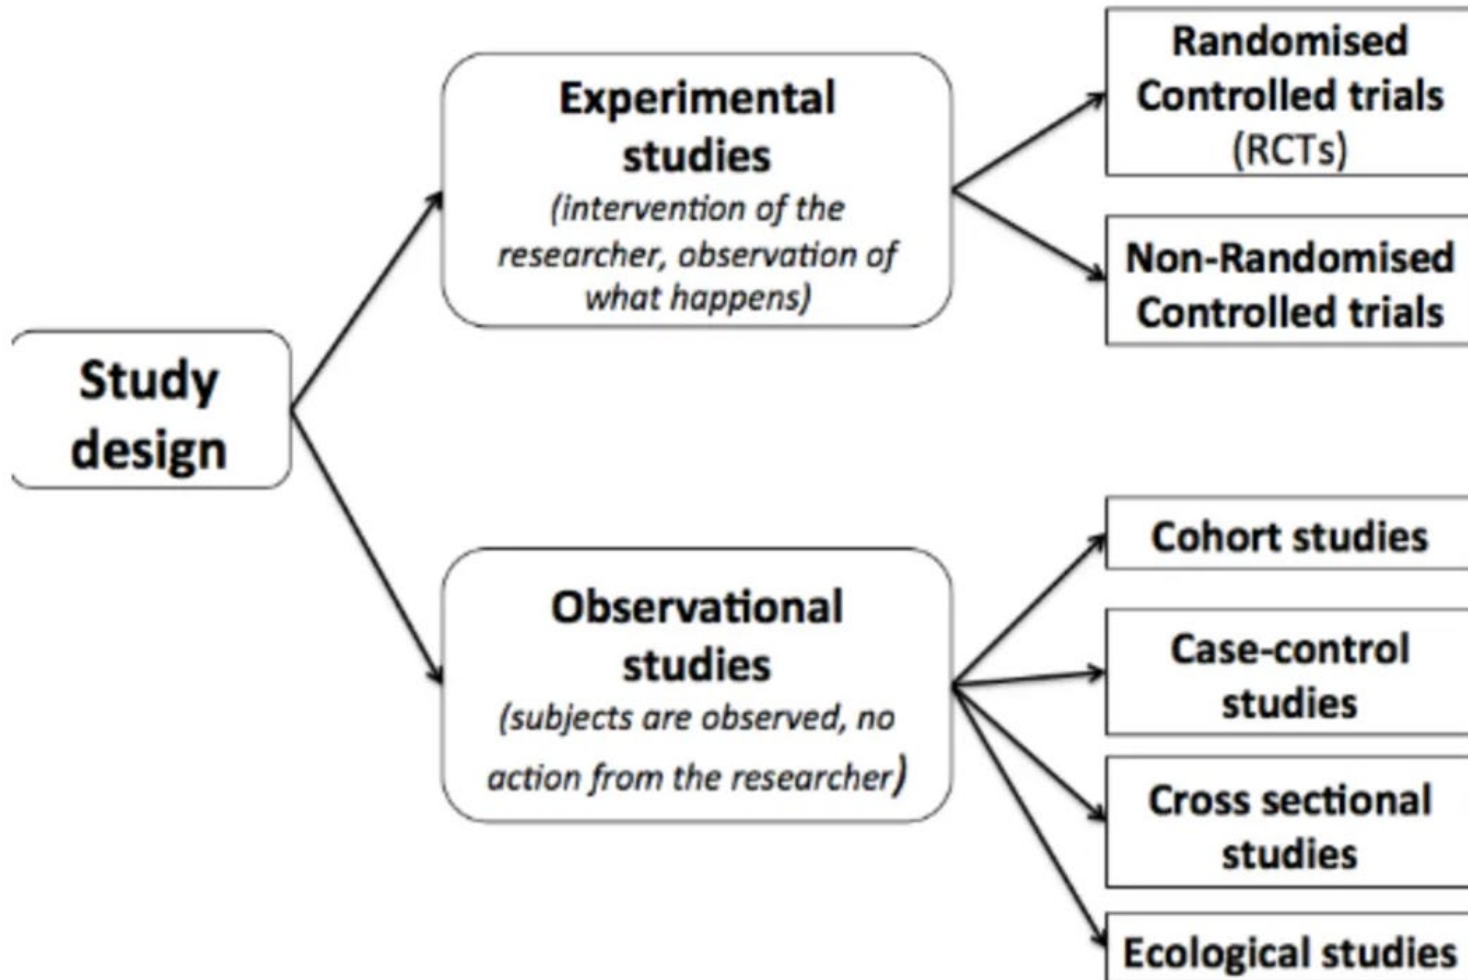 Study
design
Experimental
studies
(intervention of the
researcher, observation of
what happens)
Randomised
Controlled trials
(RCTs)
Non-Randomised
Controlled trials
Observational
studies
(subjects are observed, no
action from the researcher)
Cohort studies
Case-control
studies
Cross sectional
studies
Ecological studies